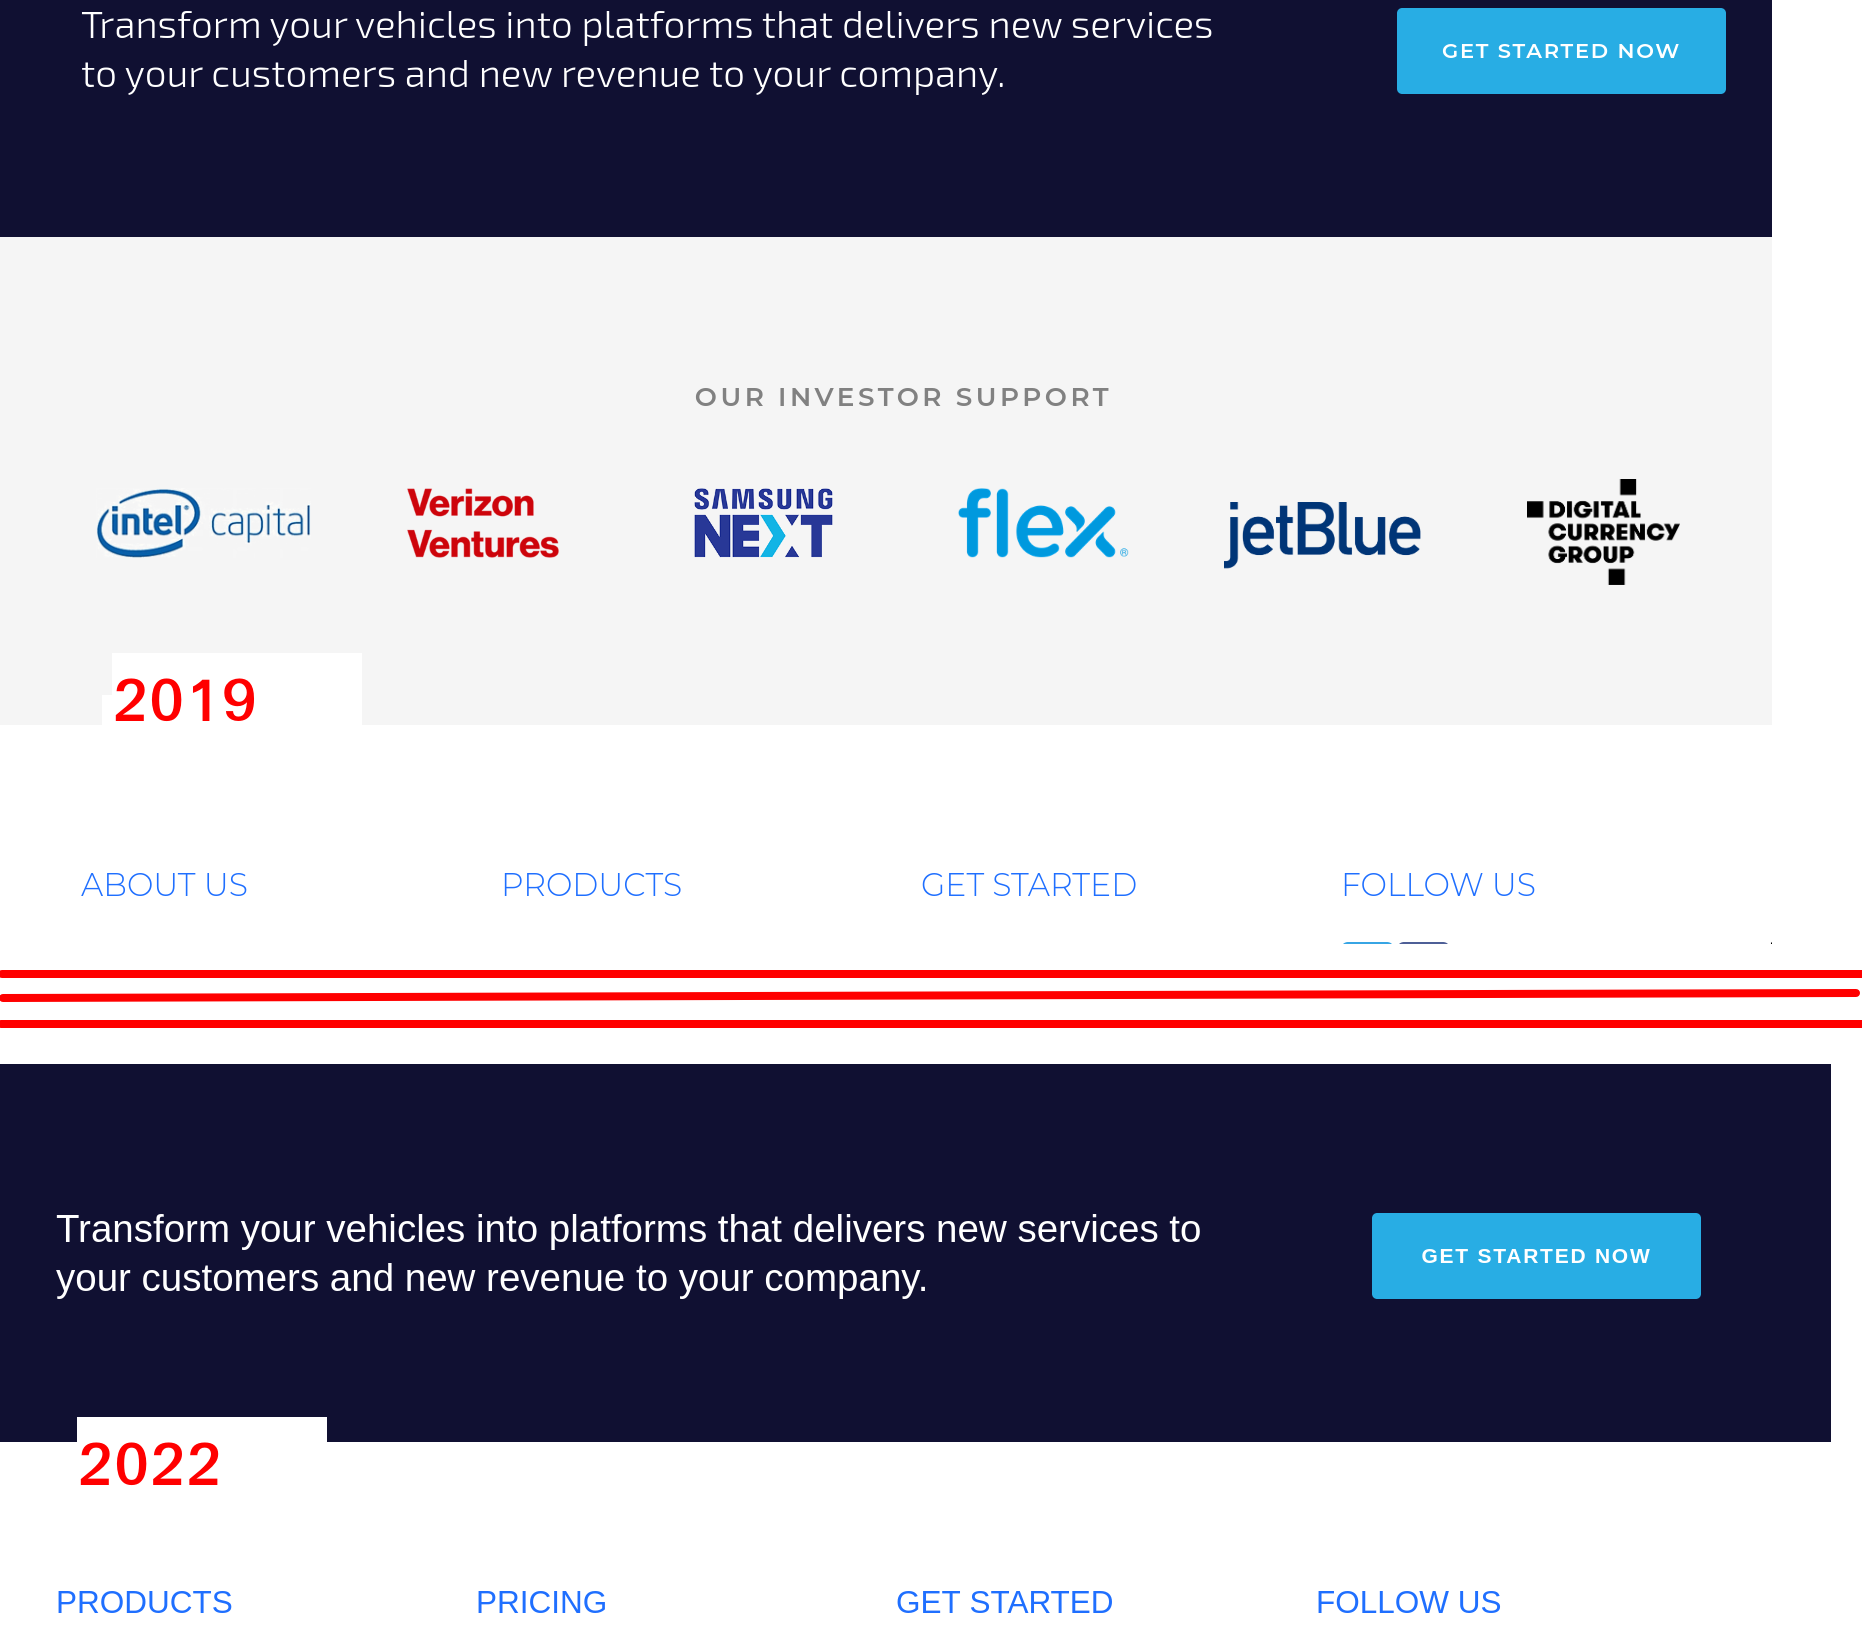 Transform your vehicles into platforms that delivers new services
to your customers and new revenue to your company.
GET STARTED NOW
OUR INVESTOR SUPPORT
intel capital
Verizon
Ventures
SAMSUNG
NEXT
flex®
jetBlue
DIGITAL
CURRENCY
GROUP
2019
ABOUT US
PRODUCTS
GET STARTED
FOLLOW US
Transform your vehicles into platforms that delivers new services to
your customers and new revenue to your company.
GET STARTED NOW
2022
PRODUCTS
PRICING
GET STARTED
FOLLOW US